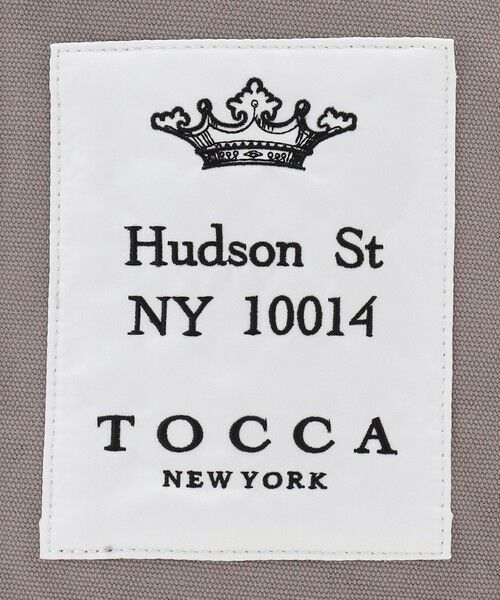 Hudson St
NY 10014
TOCCA
NEW YORK